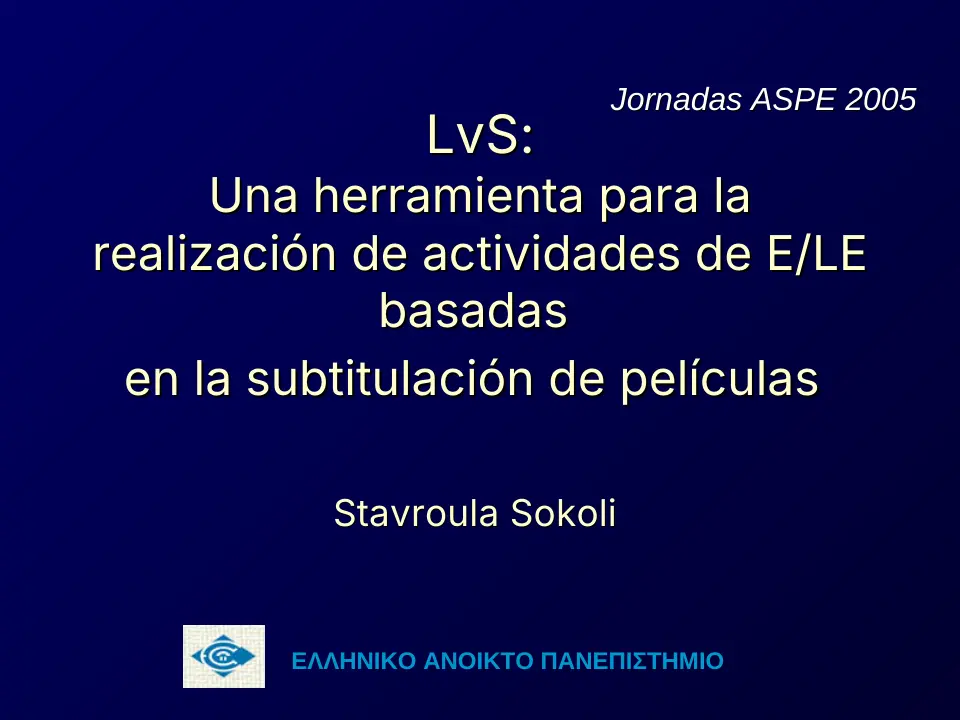 Jornadas ASPE 2005
LvS:
Una herramienta para la
realización de actividades de E/LE
basadas
en la subtitulación de películas
Stavroula Sokoli
ΕΛΛΗΝΙΚΟ ΑΝΟΙΚΤΟ ΠΑΝΕΠΙΣΤΗΜΙΟ